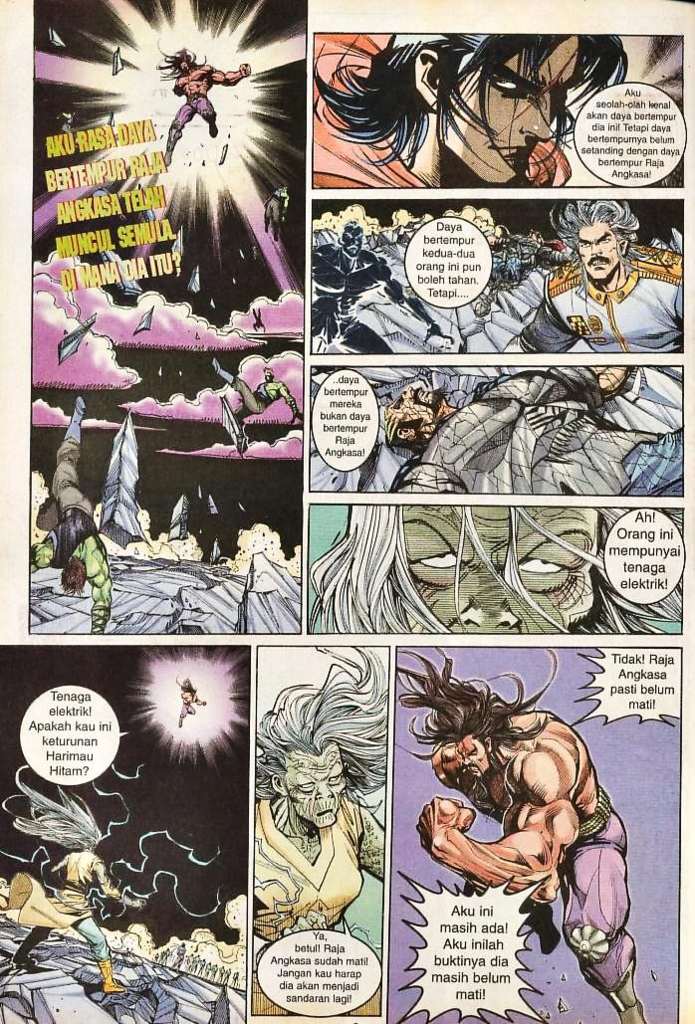 AKU RASA DAYA
BERTEMPUR RAJA
ANGKASA TELAH
MUNCUL SEMULA.
DI MANA DIA ITU?
Aku
seolah-olah kenal
akan daya bertempur
dia ini! Tetapi daya
bertempurnya belum
setanding dengan daya
bertempur Raja
Angkasa!
Daya
bertempur
kedua-dua
orang ini pun
boleh tahan.
Tetapi....
..daya
bertempur
mereka
bukan daya
bertempur
Raja
Angkasa!
Ah!
Orang ini
mempunyai
tenaga
elektrik!
Tenaga
elektrik!
Apakah kau ini
keturunan
Harimau
Hitam?
Ya,
betul! Raja
Angkasa sudah mati!
Jangan kau harap
dia akan menjadi
sandaran lagi!
Tidak! Raja
Angkasa
pasti belum
mati!
Aku ini
masih ada!
Aku inilah
buktinya dia
masih belum
mati!